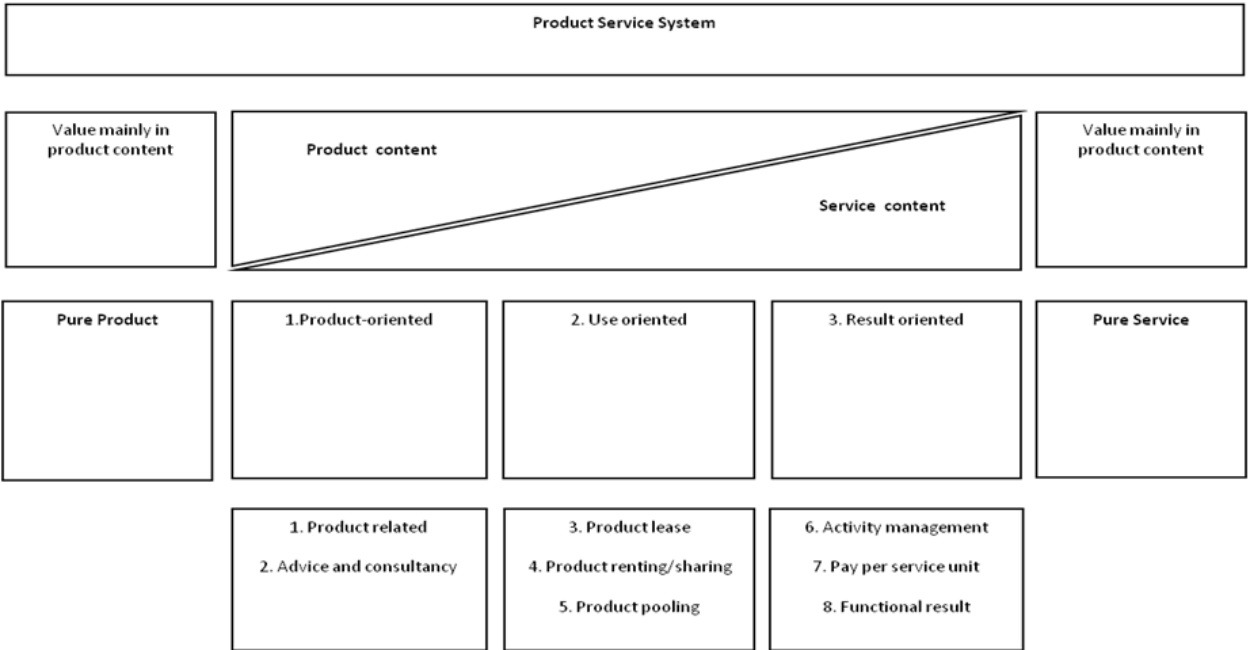 Product Service System
Value mainly in
product content
Product content
Service content
Value mainly in
product content
Pure Product
1.Product-oriented
2. Use oriented
3. Result oriented
Pure Service
1. Product related
2. Advice and consultancy
3. Product lease
4. Product renting/sharing
5. Product pooling
6. Activity management
7. Pay per service unit
8. Functional result